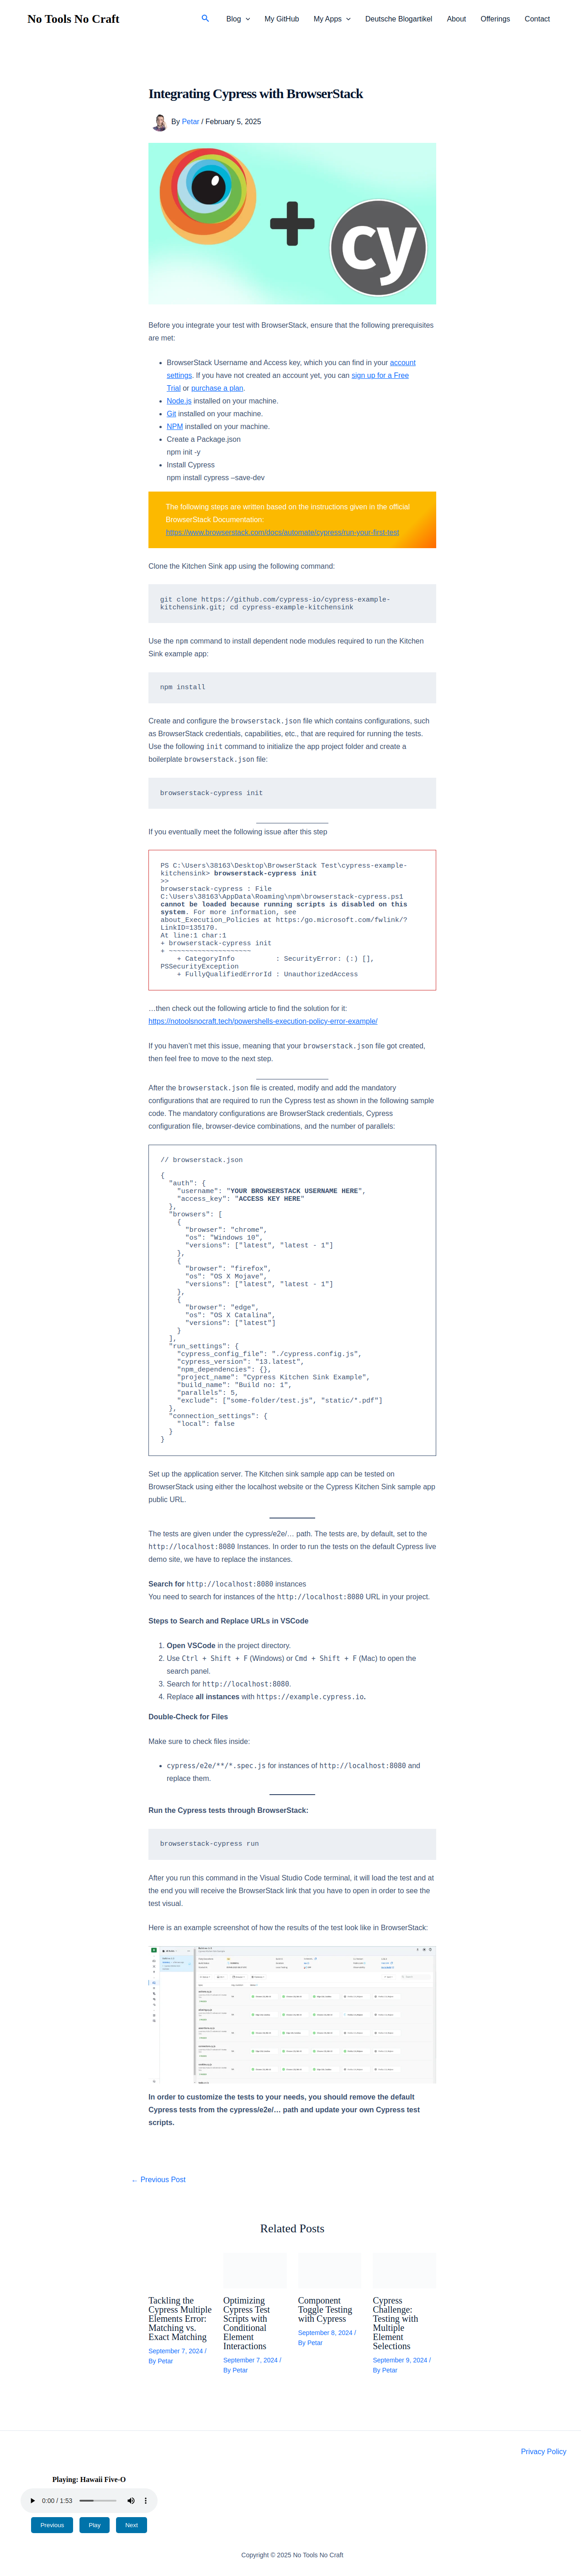 No Tools No Craft
Blog
My GitHub
My Apps
Deutsche Blogartikel
About
Offerings
Contact
Integrating Cypress with BrowserStack
By Petar / February 5, 2025
cy
Before you integrate your test with BrowserStack, ensure that the following prerequisites
are met:
BrowserStack Username and Access key, which you can find in your account
settings. If you have not created an account yet, you can sign up for a Free
Trial or purchase a plan.
Node.js installed on your machine.
Git installed on your machine.
NPM installed on your machine.
Create a Package.json
npm init -y
Install Cypress
npm install cypress –save-dev
The following steps are written based on the instructions given in the official
BrowserStack Documentation:
https://www.browserstack.com/docs/automate/cypress/run-your-first-test
Clone the Kitchen Sink app using the following command:
git clone https://github.com/cypress-io/cypress-example-
kitchensink.git; cd cypress-example-kitchensink
Use the npm command to install dependent node modules required to run the Kitchen
Sink example app:
npm install
Create and configure the browserstack.json file which contains configurations, such
as BrowserStack credentials, capabilities, etc., that are required for running the tests.
Use the following init command to initialize the app project folder and create a
boilerplate browserstack.json file:
browserstack-cypress init
If you eventually meet the following issue after this step
PS C:\Users\38163\Desktop\BrowserStack Test\cypress-example-
kitchensink> browserstack-cypress init
>>
browserstack-cypress : File
C:\Users\38163\AppData\Roaming\npm\browserstack-cypress.ps1
cannot be loaded because running scripts is disabled on this
system. For more information, see
about_Execution_Policies at https:/go.microsoft.com/fwlink/?
LinkID=135170.
At line:1 char:1
+ browserstack-cypress init
+ ~~~~~~~~~~~~~~~~~~~~
+ CategoryInfo : SecurityError: (:) [],
PSSecurityException
+ FullyQualifiedErrorId : UnauthorizedAccess
…then check out the following article to find the solution for it:
https://notoolsnocraft.tech/powershells-execution-policy-error-example/
If you haven't met this issue, meaning that your browserstack.json file got created,
then feel free to move to the next step.
After the browserstack.json file is created, modify and add the mandatory
configurations that are required to run the Cypress test as shown in the following sample
code. The mandatory configurations are BrowserStack credentials, Cypress
configuration file, browser-device combinations, and the number of parallels:
// browserstack.json
{
"auth": {
"username": "YOUR BROWSERSTACK USERNAME HERE",
"access_key": "ACCESS KEY HERE"
},
"browsers": [
{
"browser": "chrome",
"os": "Windows 10",
"versions": ["latest", "latest - 1"]
},
{
"browser": "firefox",
"os": "OS X Mojave",
"versions": ["latest", "latest - 1"]
},
{
"browser": "edge",
"os": "OS X Catalina",
"versions": ["latest"]
}
],
"run_settings": {
"cypress_config_file": "./cypress.config.js",
"cypress_version": "13.latest",
"npm_dependencies": {},
"project_name": "Cypress Kitchen Sink Example",
"build_name": "Build no: 1",
"parallels": 5,
"exclude": ["some-folder/test.js", "static/*.pdf"]
},
"connection_settings": {
"local": false
}
}
Set up the application server. The Kitchen sink sample app can be tested on
BrowserStack using either the localhost website or the Cypress Kitchen Sink sample app
public URL.
The tests are given under the cypress/e2e/… path. The tests are, by default, set to the
http://localhost:8080 Instances. In order to run the tests on the default Cypress live
demo site, we have to replace the instances.
Search for http://localhost:8080 instances
You need to search for instances of the http://localhost:8080 URL in your project.
Steps to Search and Replace URLs in VSCode
1. Open VSCode in the project directory.
2. Use Ctrl + Shift + F (Windows) or Cmd + Shift + F (Mac) to open the
search panel.
3. Search for http://localhost:8080.
4. Replace all instances with https://example.cypress.io.
Double-Check for Files
Make sure to check files inside:
cypress/e2e/**/*.spec.js for instances of http://localhost:8080 and
replace them.
Run the Cypress tests through BrowserStack:
browserstack-cypress run
After you run this command in the Visual Studio Code terminal, it will load the test and at
the end you will receive the BrowserStack link that you have to open in order to see the
test visual.
Here is an example screenshot of how the results of the test look like in BrowserStack:
In order to customize the tests to your needs, you should remove the default
Cypress tests from the cypress/e2e/… path and update your own Cypress test
scripts.
← Previous Post
Related Posts
Tackling the
Cypress Multiple
Elements Error:
Matching vs.
Exact Matching
September 7, 2024 /
By Petar
Optimizing
Cypress Test
Scripts with
Conditional
Element
Interactions
September 7, 2024 /
By Petar
Component
Toggle Testing
with Cypress
September 8, 2024 /
By Petar
Cypress
Challenge:
Testing with
Multiple
Element
Selections
September 9, 2024 /
By Petar
Privacy Policy
Playing: Hawaii Five-O
0:00 / 1:53
Previous
Play
Next
Copyright © 2025 No Tools No Craft